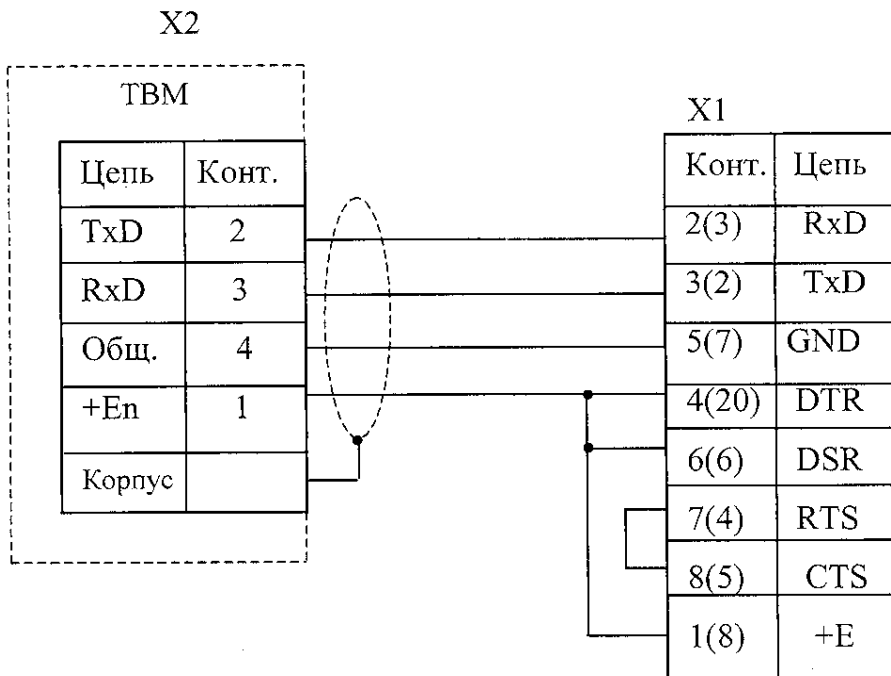 X2
ТВМ
Цепь Конт.
TxD 2
RxD 3
Общ. 4
+En 1
Корпус
X1
Конт. Цепь
2(3) RxD
3(2) TxD
5(7) GND
4(20) DTR
6(6) DSR
7(4) RTS
8(5) CTS
1(8) +E